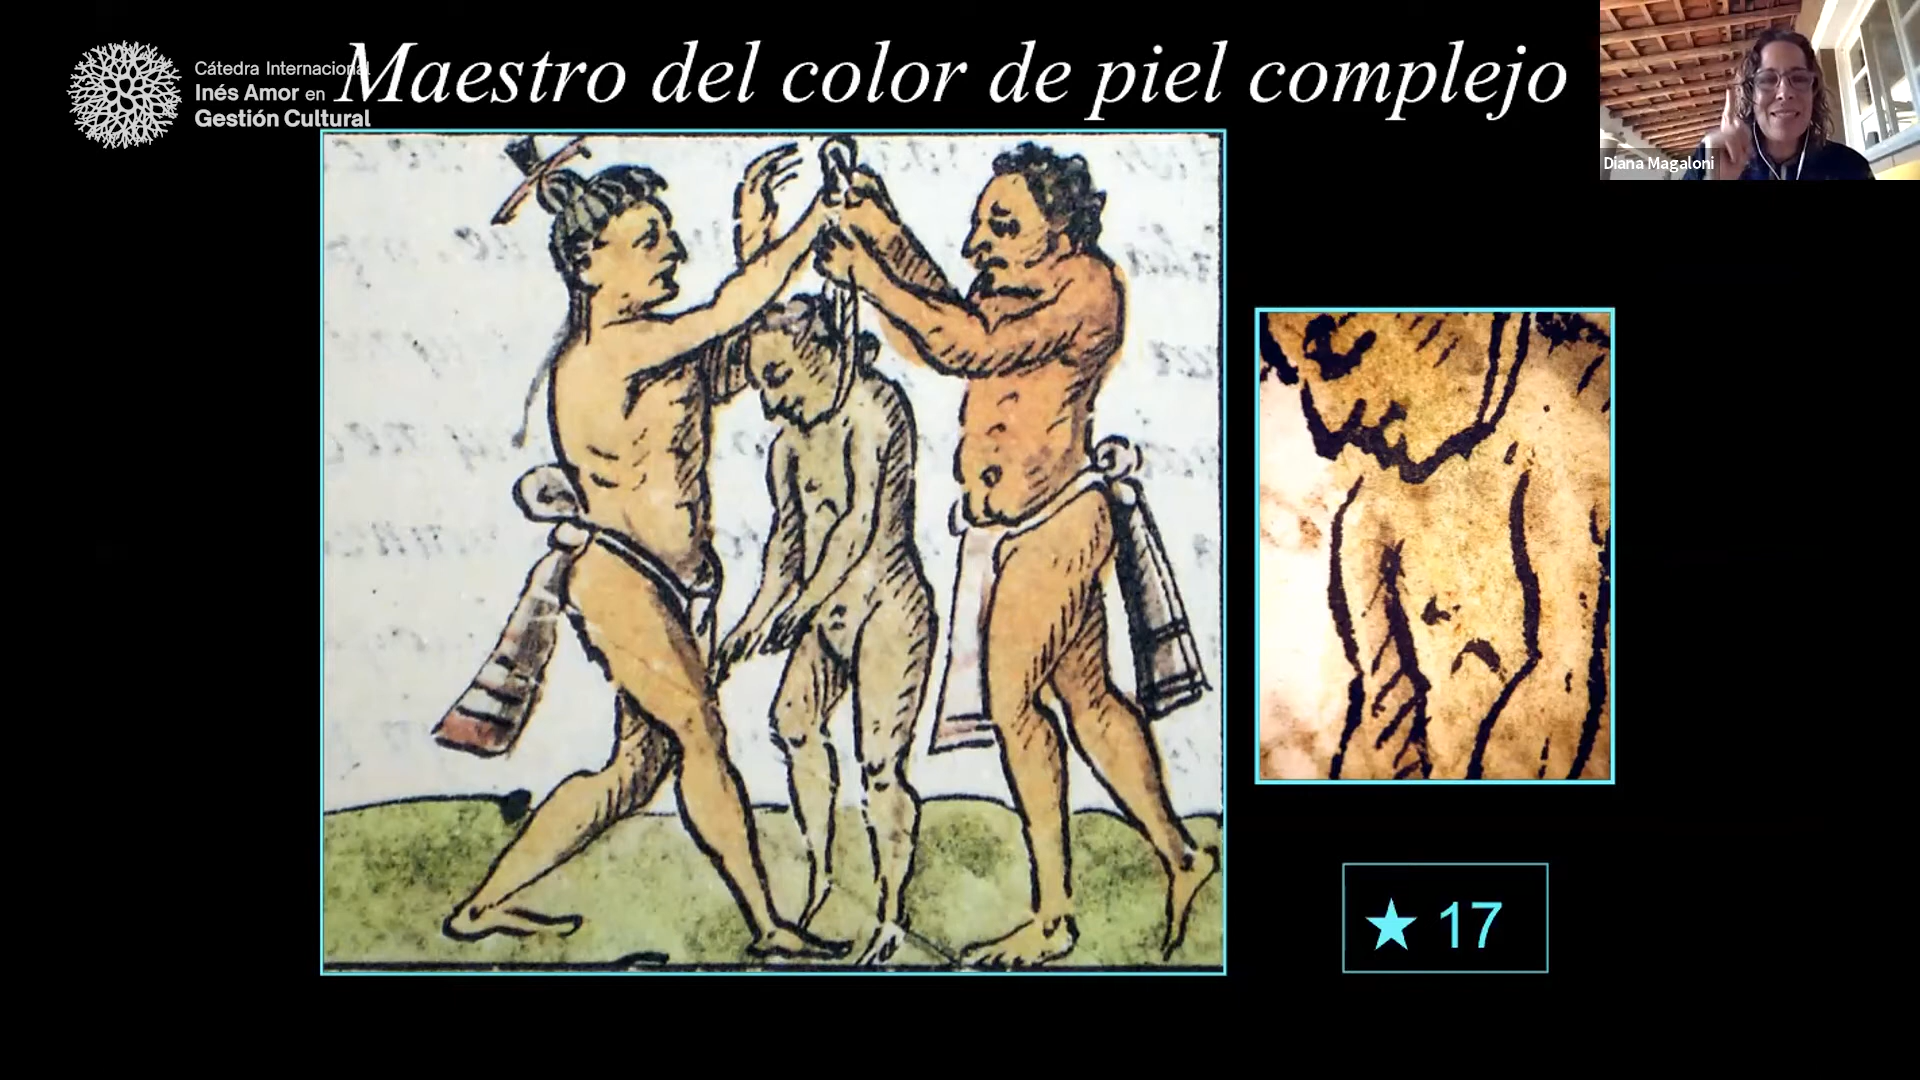 Maestro del color de piel complejo
Cátedra Internacional
Inés Amor en
Gestión Cultural
Diana Magaloni
★ 17